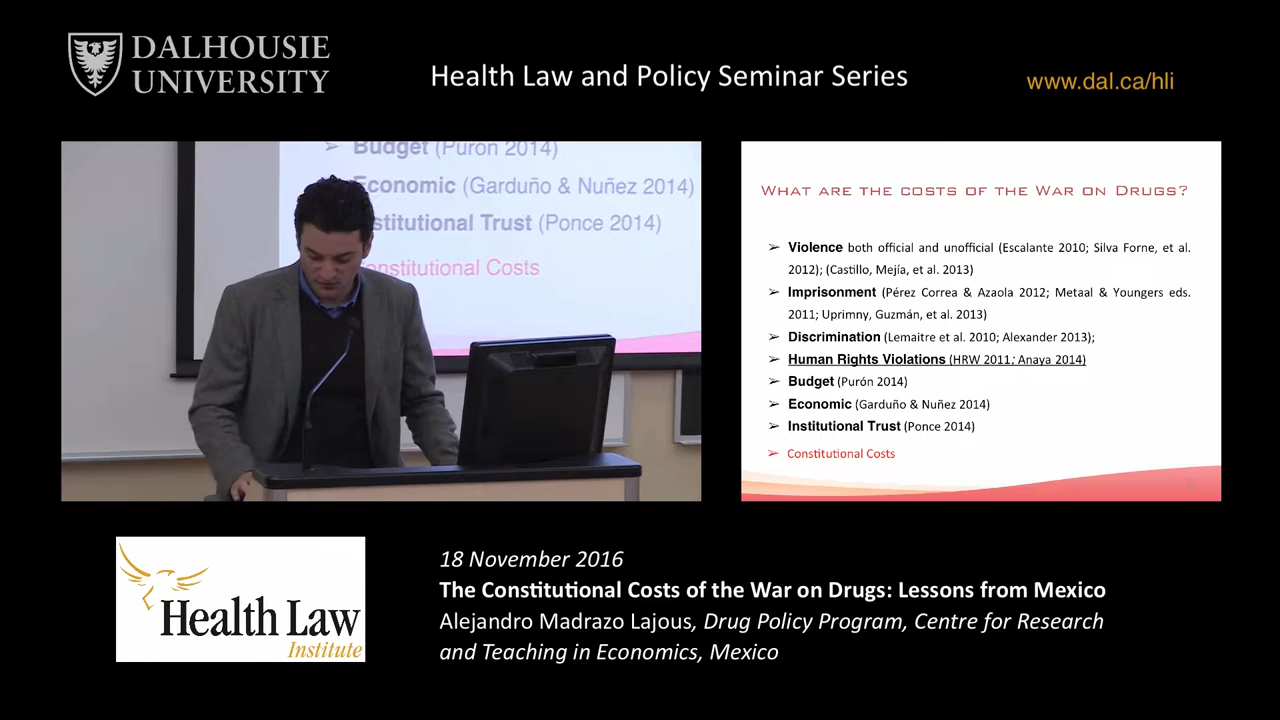 DALHOUSIE
UNIVERSITY
Health Law and Policy Seminar Series
www.dal.ca/hli
Budget (Purón 2014)
Economic (Garduño & Nuñez 2014)
stitutional Trust (Ponce 2014)
onstitutional Costs
WHAT ARE THE COSTS OF THE WAR ON DRUGS?
➢ Violence both official and unofficial (Escalante 2010; Silva Forne, et al.
2012); (Castillo, Mejía, et al. 2013)
➢ Imprisonment (Pérez Correa & Azaola 2012; Metaal & Youngers eds.
2011; Uprimny, Guzmán, et al. 2013)
➢ Discrimination (Lemaitre et al. 2010; Alexander 2013);
➢ Human Rights Violations (HRW 2011; Anaya 2014)
➢ Budget (Purón 2014)
➢ Economic (Garduño & Nuñez 2014)
➢ Institutional Trust (Ponce 2014)
➢ Constitutional Costs
Health Law
Institute
18 November 2016
The Constitutional Costs of the War on Drugs: Lessons from Mexico
Alejandro Madrazo Lajous, Drug Policy Program, Centre for Research
and Teaching in Economics, Mexico